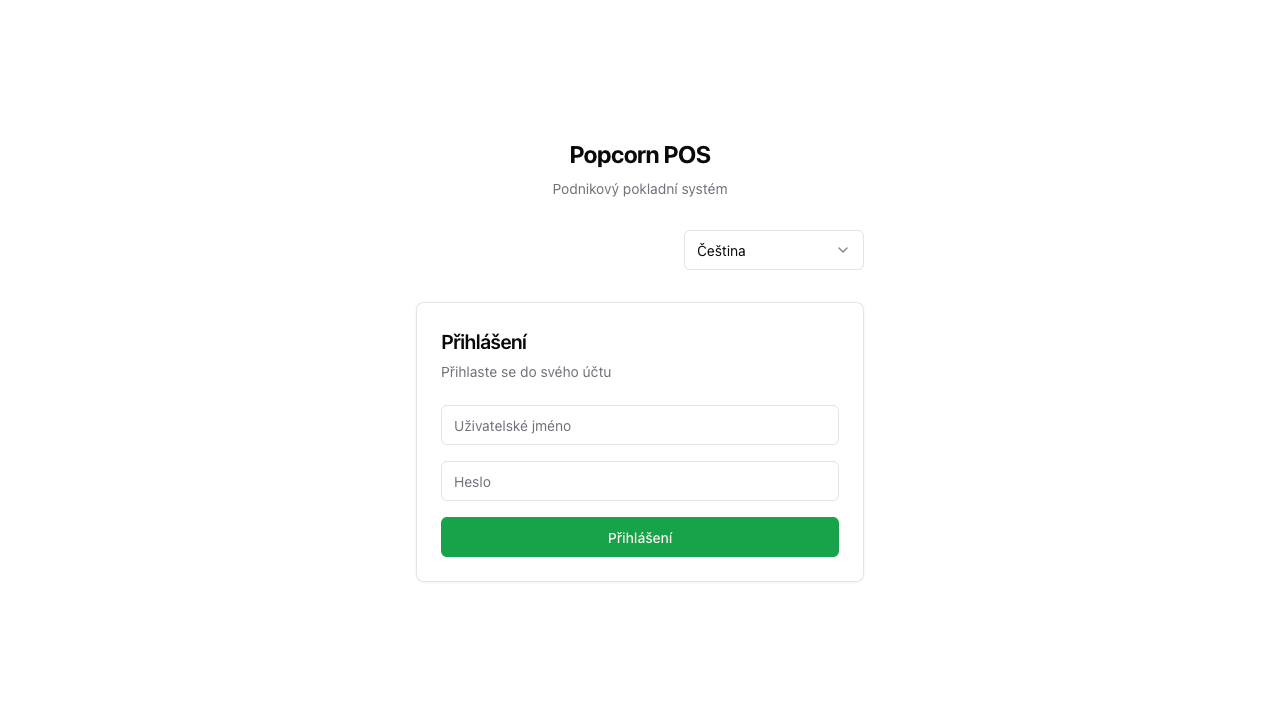 Popcorn POS
Podnikový pokladní systém
Čeština
Přihlášení
Přihlaste se do svého účtu
Uživatelské jméno
Heslo
Přihlášení